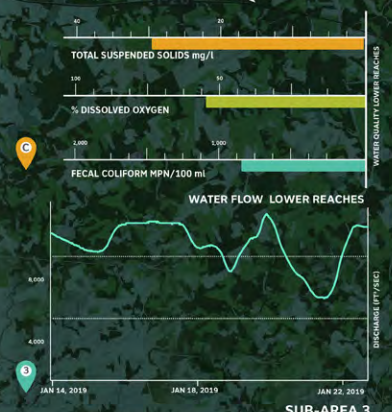 40 20
TOTAL SUSPENDED SOLIDS mg/l
100 50
% DISSOLVED OXYGEN
2,000 1,000
FECAL COLIFORM MPN/100 ml
WATER QUALITY LOWER REACHES
C
WATER FLOW LOWER REACHES
8,000
4,000
DISCHARGE (FT³/SEC)
3
JAN 14, 2019 JAN 18, 2019 JAN 22, 2019
SUB-AREA 3